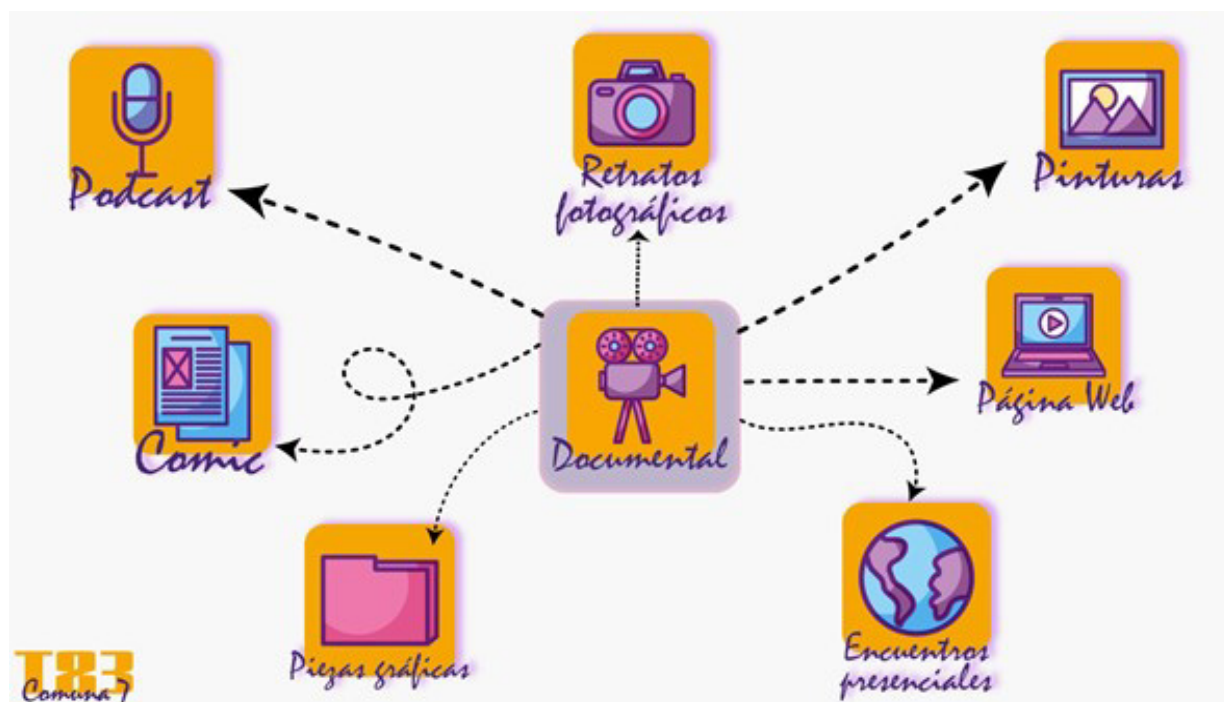 Podcast
Retratos
fotográficos
Pinturas
Comic
Documental
Página Web
Piezas gráficas
Encuentros
presenciales
T83
Comuna 7